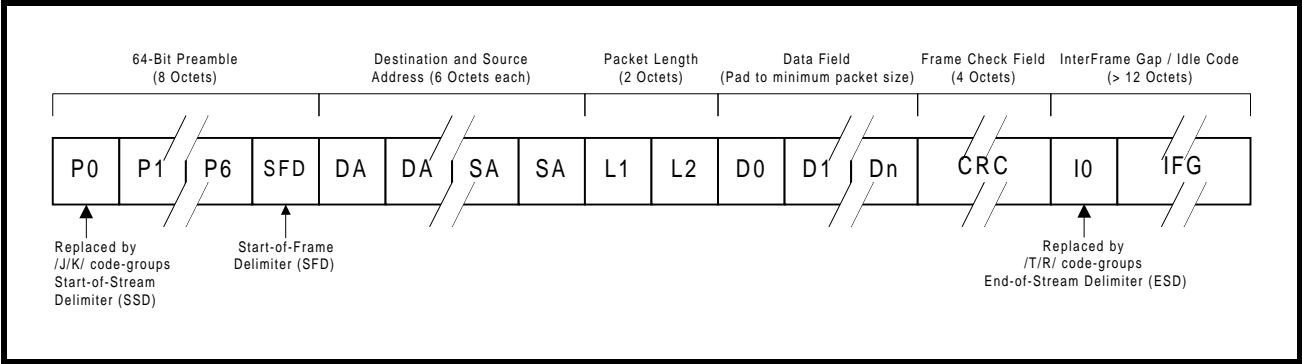 64-Bit Preamble
(8 Octets)
Destination and Source
Address (6 Octets each)
Packet Length
(2 Octets)
Data Field
(Pad to minimum packet size)
Frame Check Field
(4 Octets)
InterFrame Gap / Idle Code
(> 12 Octets)
P0 P1 P6 SFD DA DA SA SA L1 L2 D0 D1 Dn CRC I0 IFG
Replaced by
/J/K/ code-groups
Start-of-Stream
Delimiter (SSD)
Start-of-Frame
Delimiter (SFD)
Replaced by
/T/R/ code-groups
End-of-Stream Delimiter (ESD)